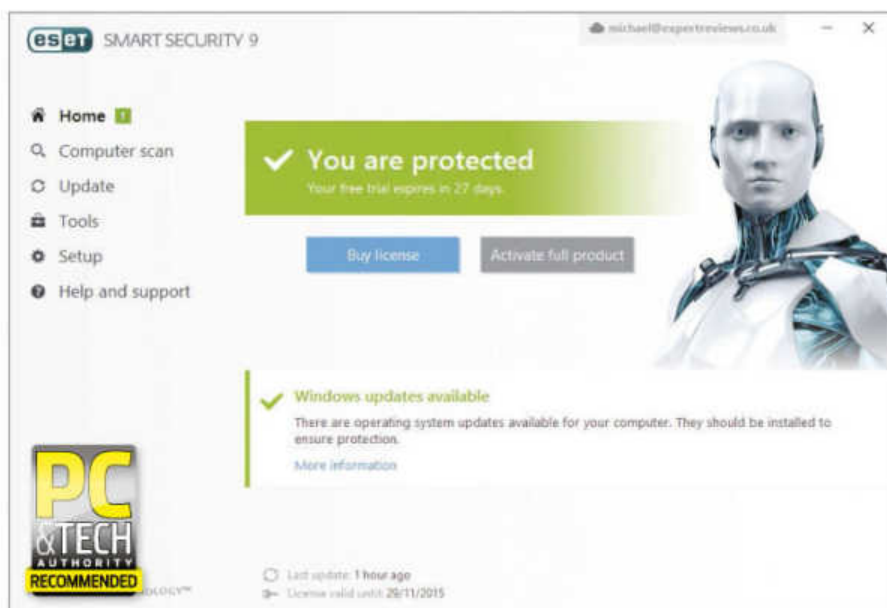 eset SMART SECURITY 9
michael@expertreviews.co.uk
Home 1
Computer scan
Update
Tools
Setup
Help and support
You are protected
Your free trial expires in 27 days.
Buy license
Activate full product
Windows updates available
There are operating system updates available for your computer. They should be installed to
ensure protection.
More information
PC
&TECH
AUTHORITY
RECOMMENDED
Last update: 1 hour ago
License valid until: 29/11/2015